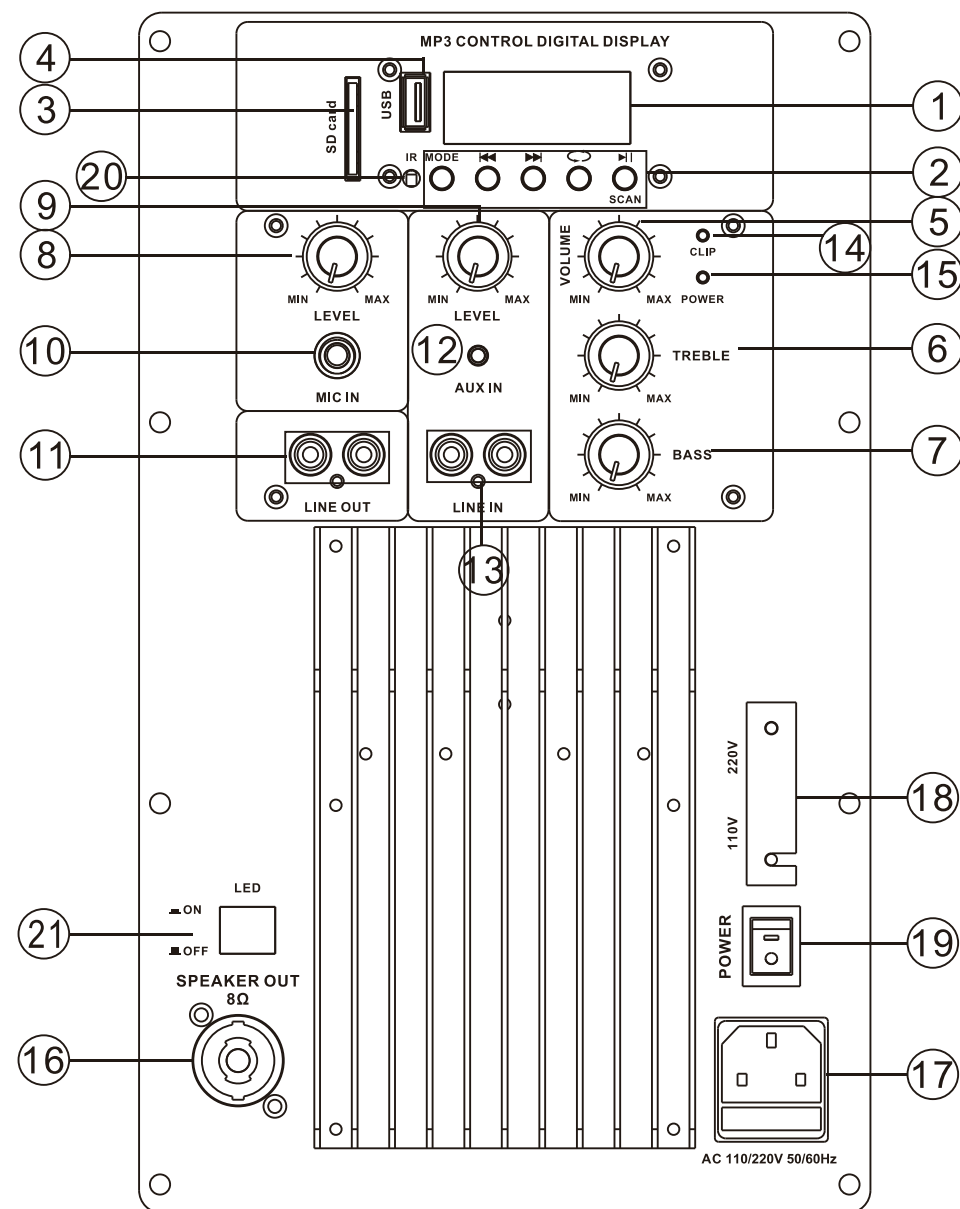 MP3 CONTROL DIGITAL DISPLAY
4
USB
1
3
SD card
IR
MODE
20
2
SCAN
9
5
8
VOLUME
CLIP
14
POWER
15
MIN MAX
MIN MAX
MIN MAX
LEVEL
LEVEL
10
12
TREBLE
6
AUX IN
MIC IN
MIN MAX
11
BASS
7
MIN MAX
LINE OUT
LINE IN
13
220V
110V
18
LED
ON
21
OFF
POWER
19
SPEAKER OUT
8Ω
16
17
AC 110/220V 50/60Hz